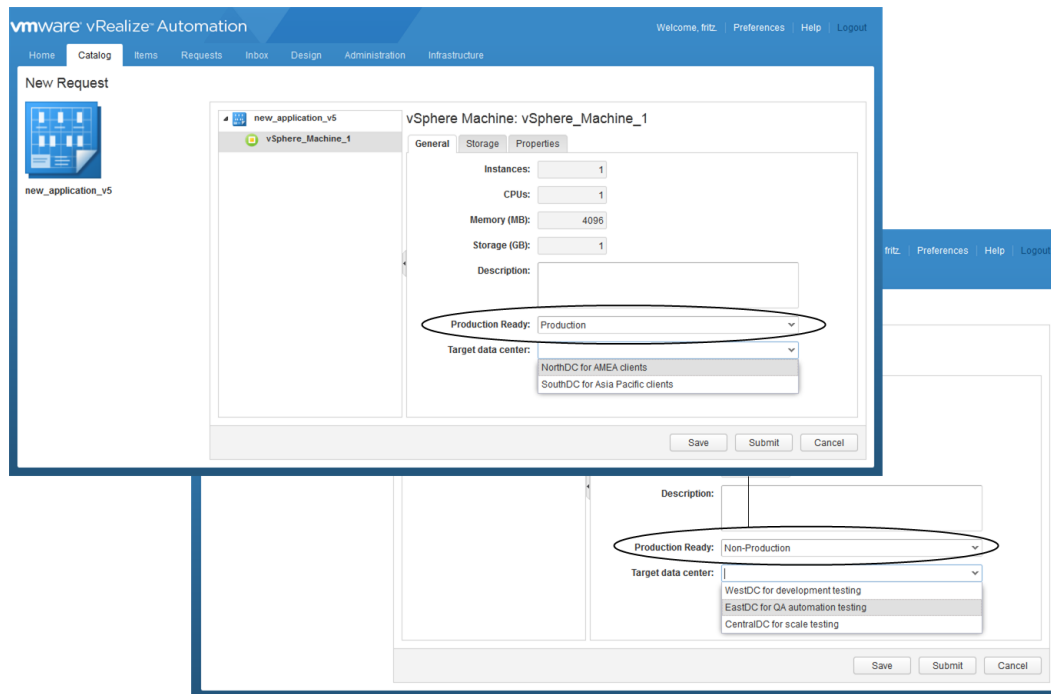 vmware vRealize™ Automation
Welcome, fritz. Preferences Help Logout
Home Catalog Items Requests Inbox Design Administration Infrastructure
New Request
new_application_v5
new_application_v5
vSphere_Machine_1
vSphere Machine: vSphere_Machine_1
General Storage Properties
Instances: 1
CPUs: 1
Memory (MB): 4096
Storage (GB): 1
Description:
Production Ready: Production
Target data center:
NorthDC for AMEA clients
SouthDC for Asia Pacific clients
Save Submit Cancel
fritz. Preferences Help Logout
Description:
Production Ready: Non-Production
Target data center:
WestDC for development testing
EastDC for QA automation testing
CentralDC for scale testing
Save Submit Cancel